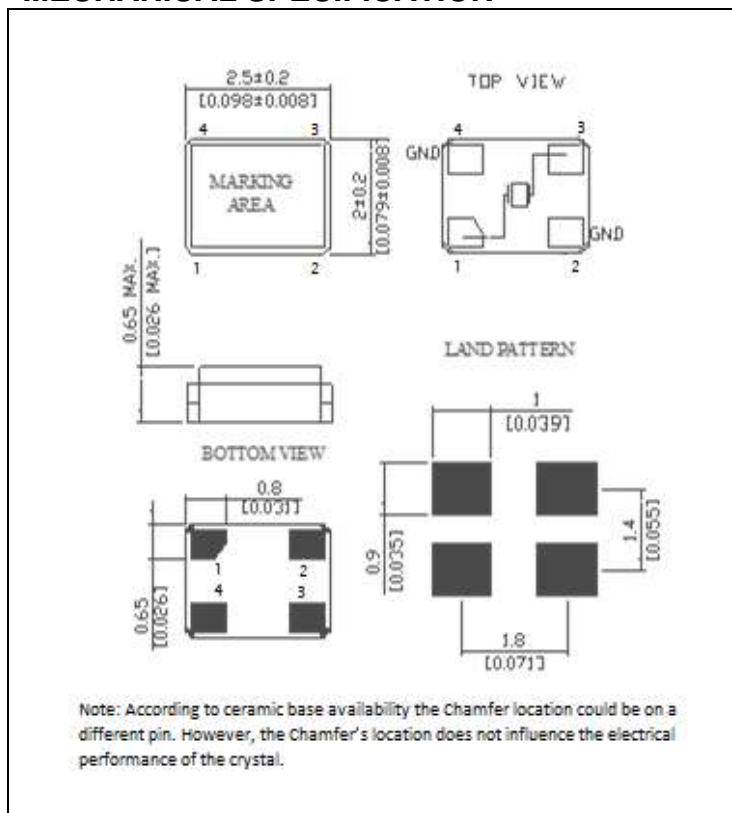 2.5±0.2
[0.098±0.008]
TOP VIEW
4 3
MARKING
AREA
1 2
2±0.2
[0.079±0.008]
4 3
GND
GND
1 2
0.65 MAX.
[0.026 MAX.]
LAND PATTERN
1
[0.039]
BOTTOM VIEW
0.8
[0.031]
1 2
4 3
0.65
[0.026]
0.9
[0.035]
1.4
[0.055]
1.8
[0.071]
Note: According to ceramic base availability the Chamfer location could be on a
different pin. However, the Chamfer's location does not influence the electrical
performance of the crystal.